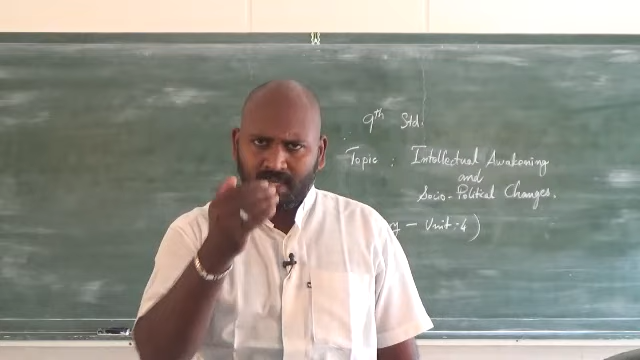 9th Std.
Topic : Intellectual Awakening
and
Socio-Political Changes.
y - Unit : 4)